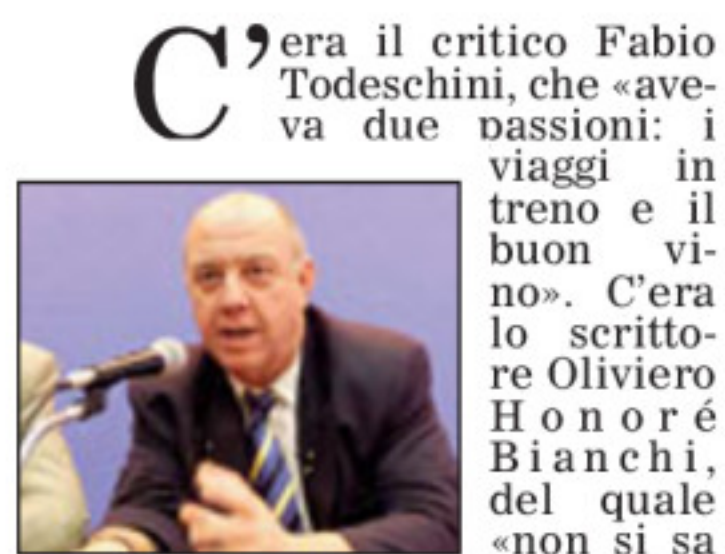 C'era il critico Fabio
Todeschini, che «ave-
va due passioni: i
viaggi in
treno e il
buon vi-
no». C'era
lo scritto-
re Oliviero
Honoré
Bianchi,
del quale
«non si sa